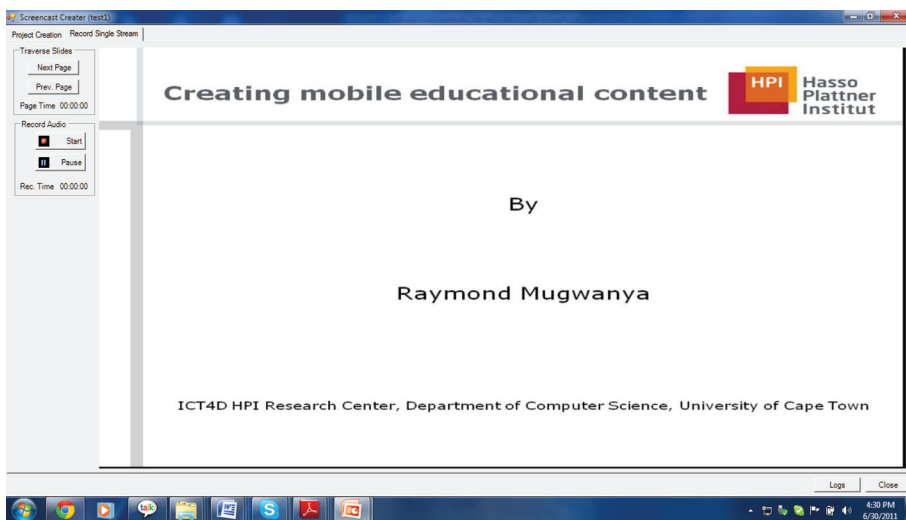 Screencast Creater (test1)
Project Creation Record Single Stream
Traverse Slides
Next Page
Prev. Page
Page Time 00:00:00
Record Audio
Start
Pause
Rec. Time 00:00:00
Creating mobile educational content
HPI
Hasso
Plattner
Institut
By
Raymond Mugwanya
ICT4D HPI Research Center, Department of Computer Science, University of Cape Town
Logs Close
talk
W
S
4:30 PM
6/30/2011